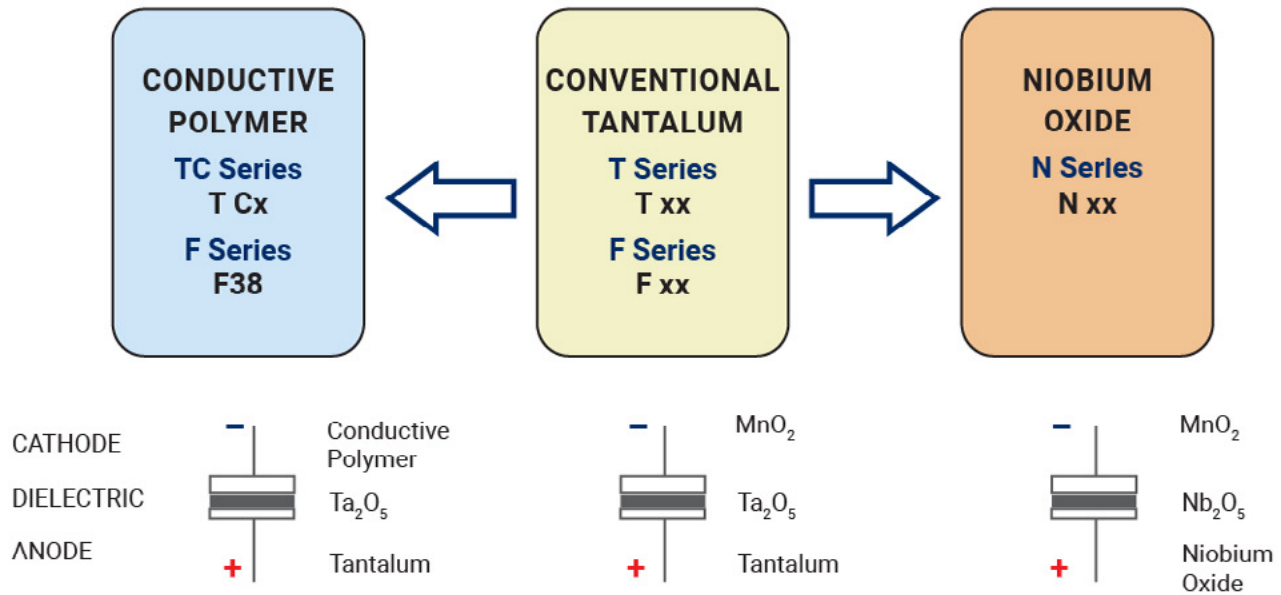 CONDUCTIVE
POLYMER
TC Series
T Cx
F Series
F38
CONVENTIONAL
TANTALUM
T Series
T xx
F Series
F xx
NIOBIUM
OXIDE
N Series
N xx
CATHODE
DIELECTRIC
ANODE
−
Conductive
Polymer
Ta₂O₅
+
Tantalum
−
MnO₂
Ta₂O₅
+
Tantalum
−
MnO₂
Nb₂O₅
+
Niobium
Oxide